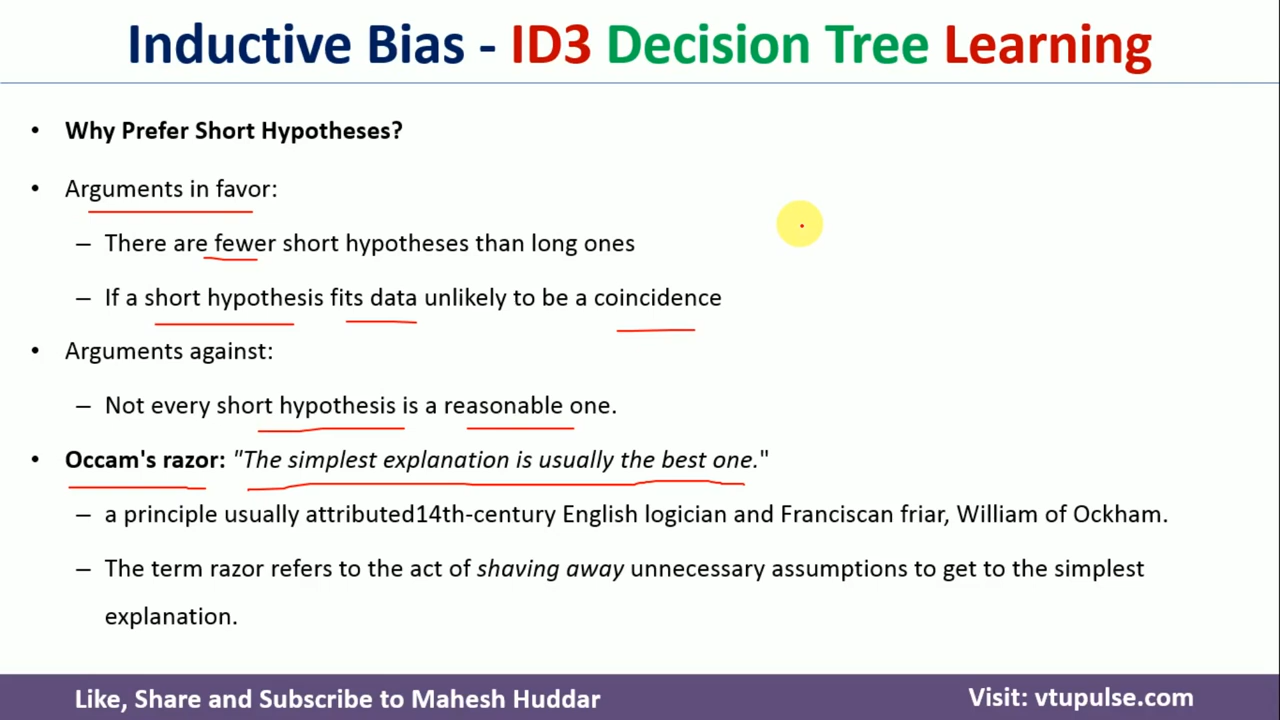 Inductive Bias - ID3 Decision Tree Learning
• Why Prefer Short Hypotheses?
• Arguments in favor:
– There are fewer short hypotheses than long ones
– If a short hypothesis fits data unlikely to be a coincidence
• Arguments against:
– Not every short hypothesis is a reasonable one.
• Occam's razor: "The simplest explanation is usually the best one."
– a principle usually attributed14th-century English logician and Franciscan friar, William of Ockham.
– The term razor refers to the act of shaving away unnecessary assumptions to get to the simplest
explanation.
Like, Share and Subscribe to Mahesh Huddar
Visit: vtupulse.com